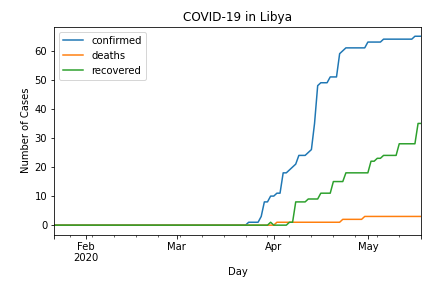 COVID-19 in Libya
confirmed
deaths
recovered
Number of Cases
60
50
40
30
20
10
0
Feb
2020
Mar
Apr
May
Day